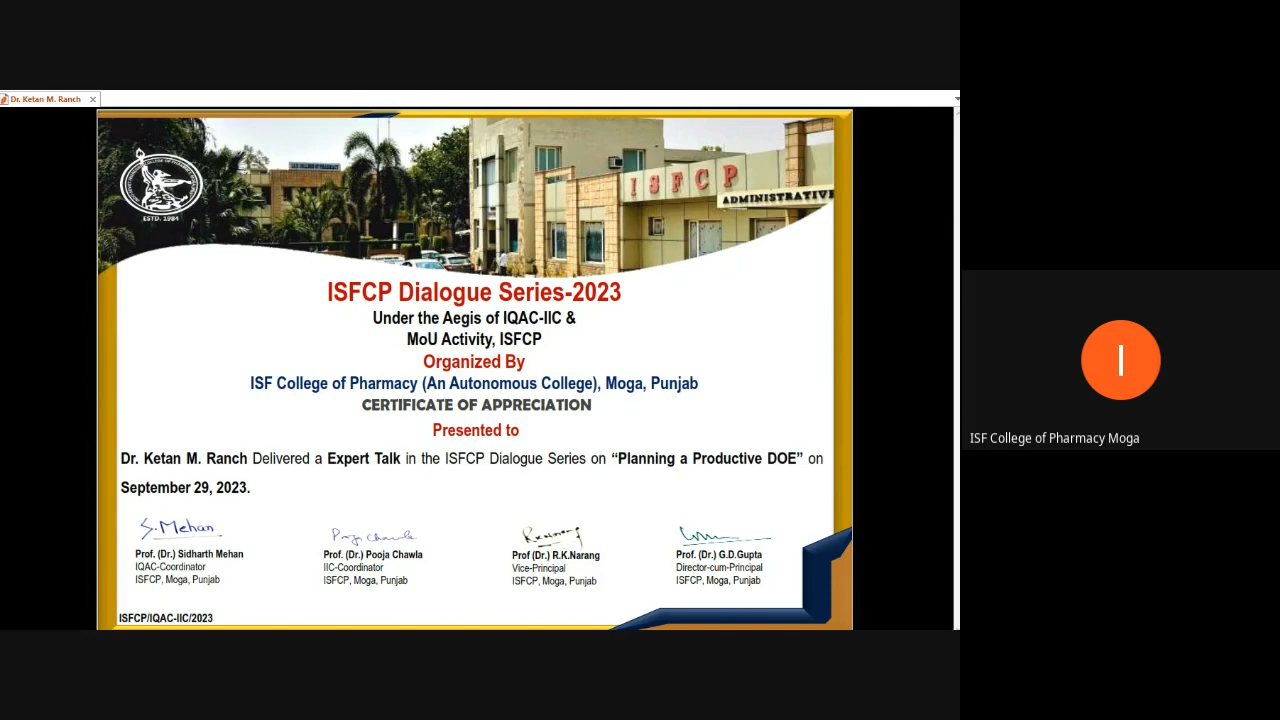 Dr. Ketan M. Ranch
ESTD. 1984
ISFCP
ADMINISTRATIVE
ISFCP Dialogue Series-2023
Under the Aegis of IQAC-IIC &
MoU Activity, ISFCP
Organized By
ISF College of Pharmacy (An Autonomous College), Moga, Punjab
CERTIFICATE OF APPRECIATION
Presented to
Dr. Ketan M. Ranch Delivered a Expert Talk in the ISFCP Dialogue Series on “Planning a Productive DOE” on
September 29, 2023.
S. Mehan
Pooja Chawla
Prof. (Dr.) Sidharth Mehan
IQAC-Coordinator
ISFCP, Moga, Punjab
Prof. (Dr.) Pooja Chawla
IIC-Coordinator
ISFCP, Moga, Punjab
Prof (Dr.) R.K.Narang
Vice-Principal
ISFCP, Moga, Punjab
Prof. (Dr.) G.D.Gupta
Director-cum-Principal
ISFCP, Moga, Punjab
ISFCP/IQAC-IIC/2023
I
ISF College of Pharmacy Moga